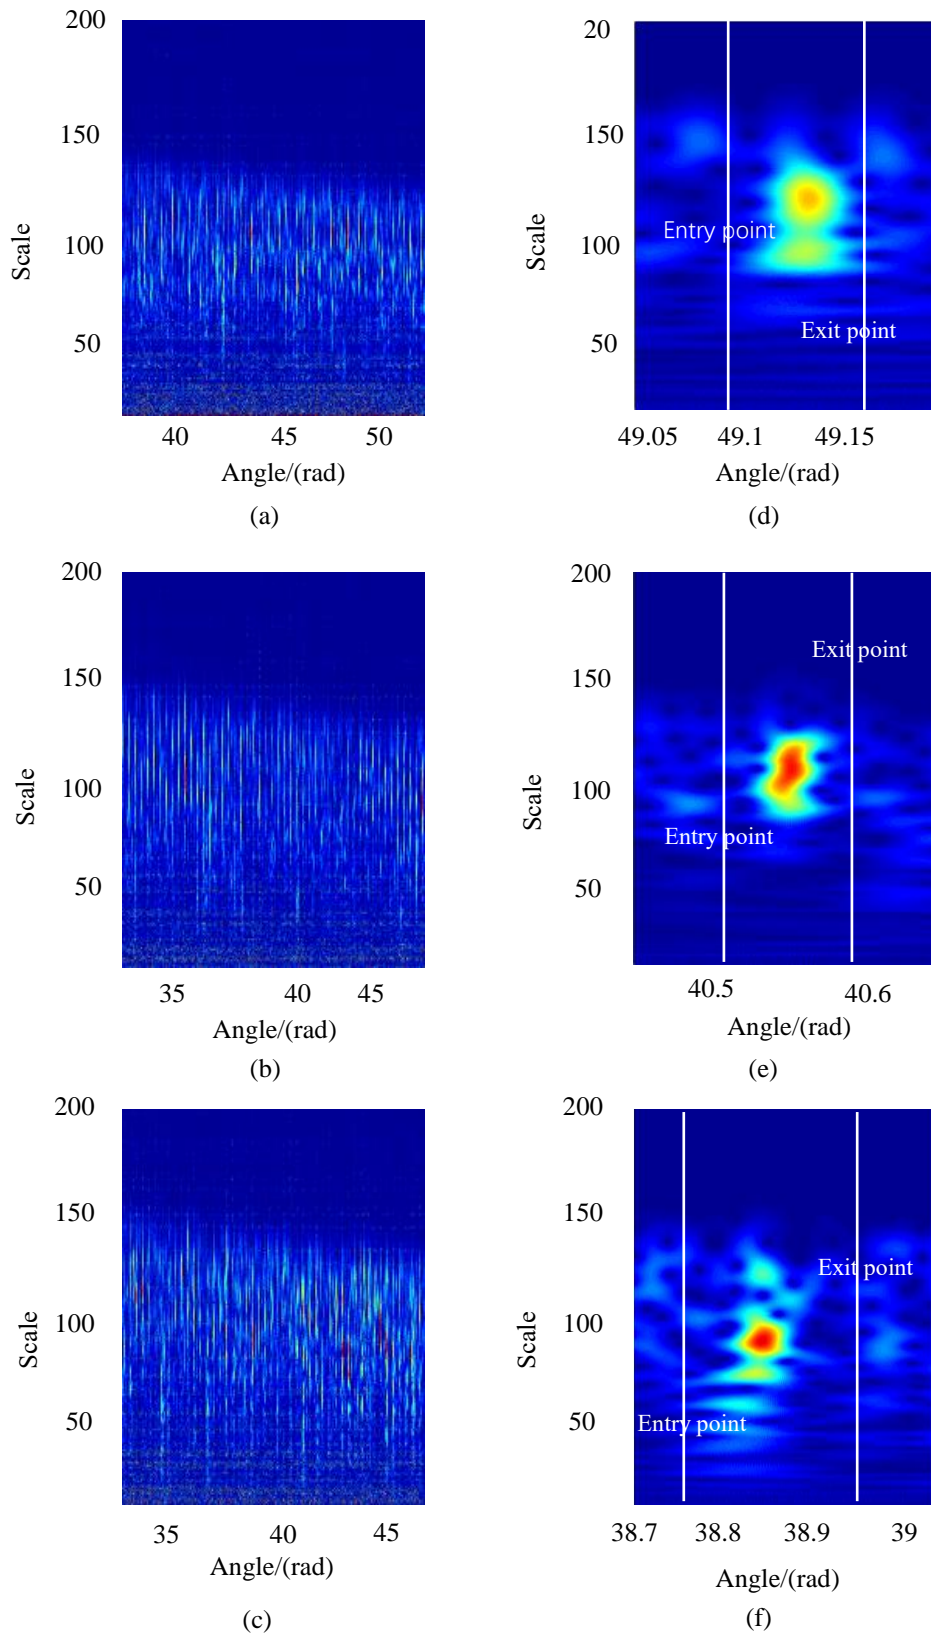 200
150
100
50
Scale
40 45 50
Angle/(rad)
(a)
20
150
100
50
Scale
Entry point
Exit point
49.05 49.1 49.15
Angle/(rad)
(d)
200
150
100
50
Scale
35 40 45
Angle/(rad)
(b)
200
150
100
50
Scale
Exit point
Entry point
40.5 40.6
Angle/(rad)
(e)
200
150
100
50
Scale
35 40 45
Angle/(rad)
(c)
200
150
100
50
Scale
Exit point
Entry point
38.7 38.8 38.9 39
Angle/(rad)
(f)